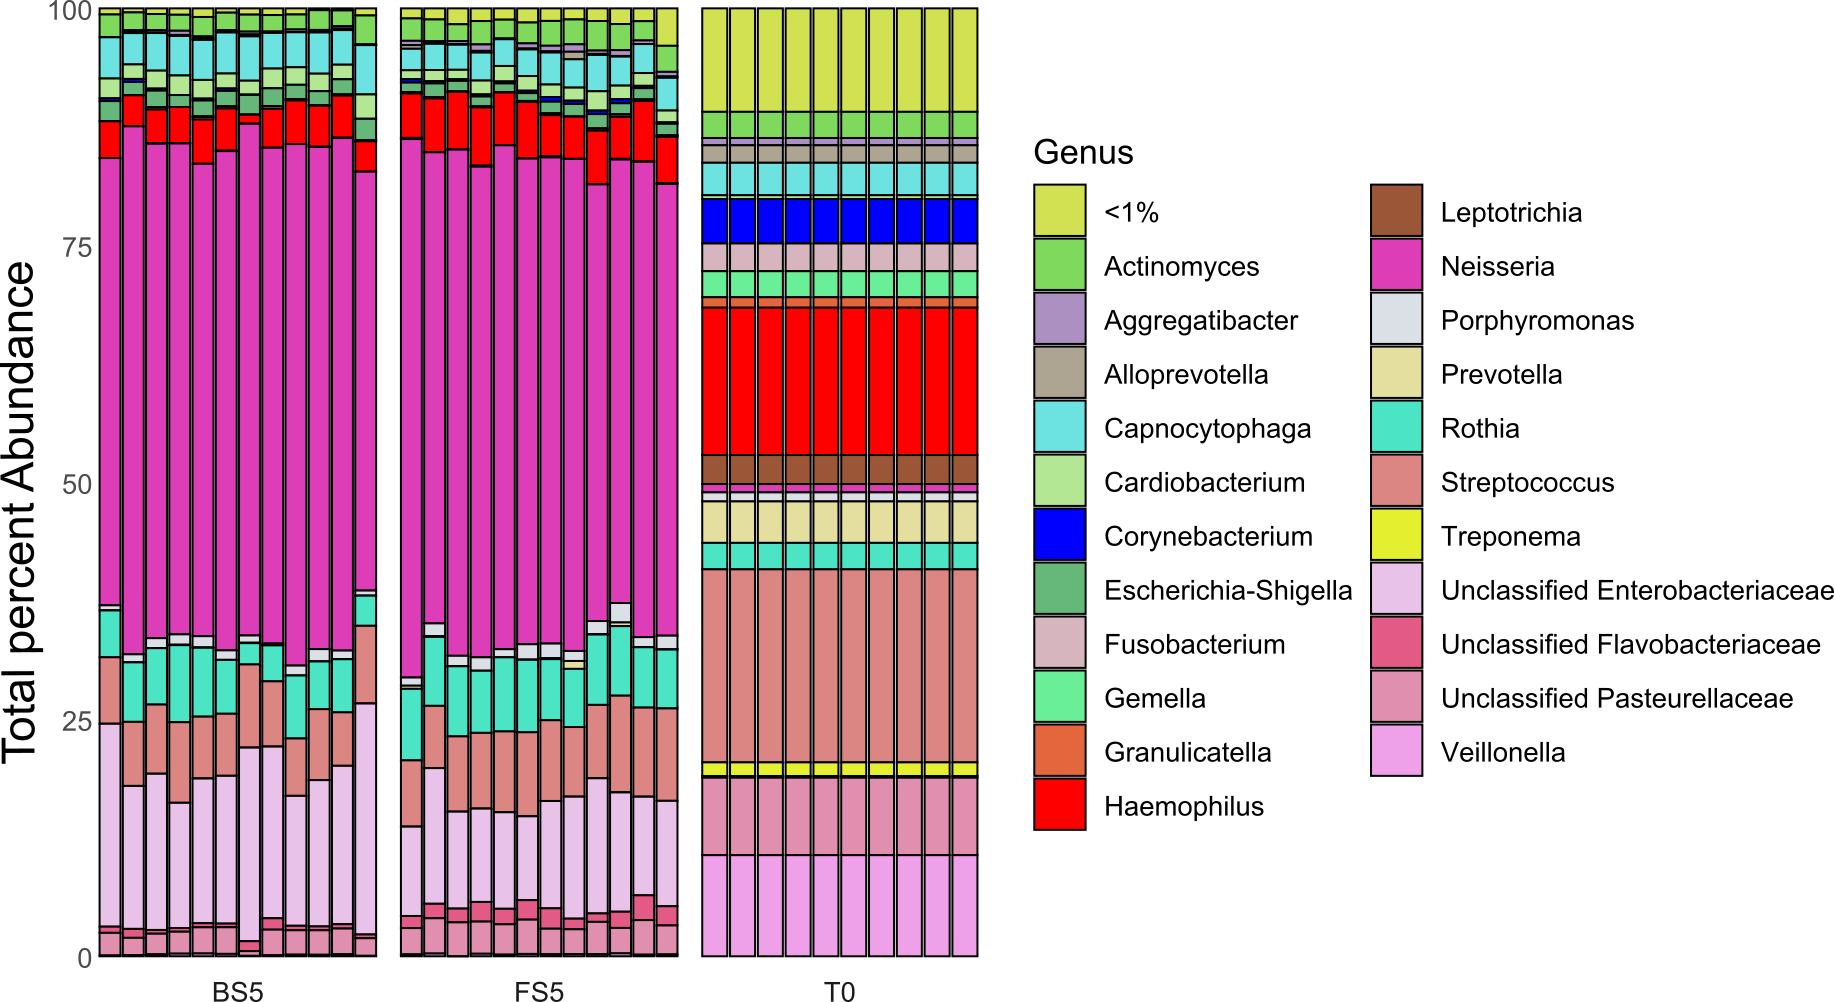 Total percent Abundance
100
75
50
25
0
BS5
FS5
T0
Genus
<1%
Actinomyces
Aggregatibacter
Alloprevotella
Capnocytophaga
Cardiobacterium
Corynebacterium
Escherichia-Shigella
Fusobacterium
Gemella
Granulicatella
Haemophilus
Leptotrichia
Neisseria
Porphyromonas
Prevotella
Rothia
Streptococcus
Treponema
Unclassified Enterobacteriaceae
Unclassified Flavobacteriaceae
Unclassified Pasteurellaceae
Veillonella